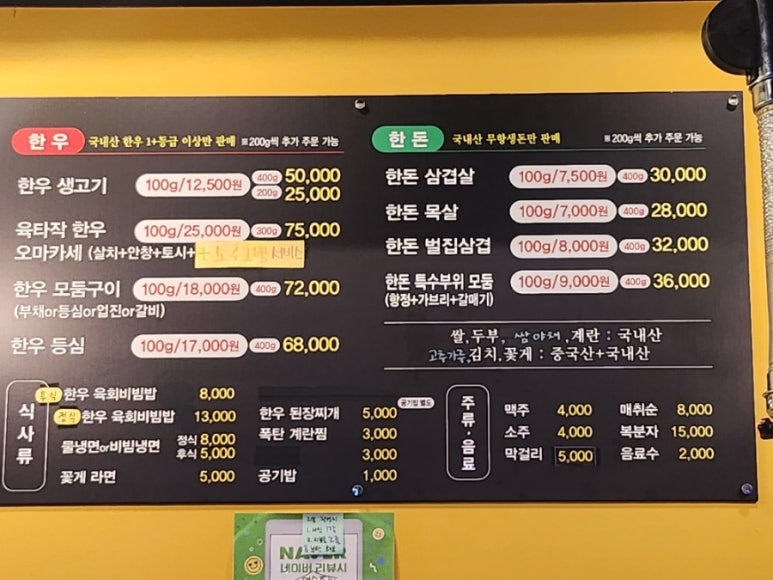 한우 국내산 한우 1+등급 이상만 판매 ※200g씩 추가 주문 가능
한우 생고기 100g/12,500원 400g 50,000
200g 25,000
육타작 한우 100g/25,000원 300g 75,000
오마카세 (살치+안창+토시+
한우 모둠구이 100g/18,000원 400g 72,000
(부채or등심or업진or갈비)
한우 등심 100g/17,000원 400g 68,000
한돈 국내산 무항생돈만 판매 ※200g씩 추가 주문 가능
한돈 삼겹살 100g/7,500원 400g 30,000
한돈 목살 100g/7,000원 400g 28,000
한돈 벌집삼겹 100g/8,000원 400g 32,000
한돈 특수부위 모둠 100g/9,000원 400g 36,000
(항정+가브리+갈매기)
쌀,두부, 쌈야채,계란 : 국내산
고추가루,김치,꽃게 : 중국산+국내산
식사류
후식 한우 육회비빔밥 8,000
정식 한우 육회비빔밥 13,000
물냉면or비빔냉면 정식 8,000
후식 5,000
꽃게 라면 5,000
공기밥 별도
한우 된장찌개 5,000
폭탄 계란찜 3,000
3,000
공기밥 1,000
주류·음료
맥주 4,000 매취순 8,000
소주 4,000 복분자 15,000
막걸리 5,000 음료수 2,000
NAVER
네이버 리뷰시